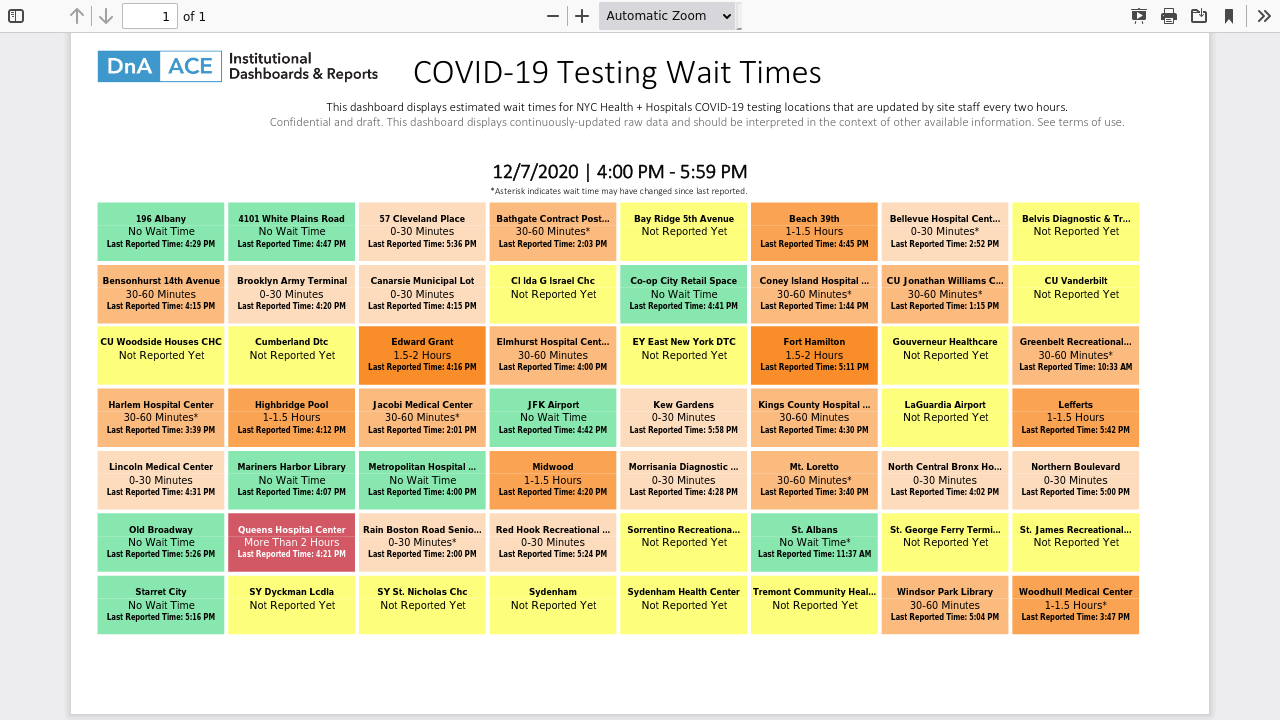 1 of 1 Automatic Zoom
DnA ACE Institutional
Dashboards & Reports
COVID-19 Testing Wait Times
This dashboard displays estimated wait times for NYC Health + Hospitals COVID-19 testing locations that are updated by site staff every two hours.
Confidential and draft. This dashboard displays continuously-updated raw data and should be interpreted in the context of other available information. See terms of use.
12/7/2020 | 4:00 PM - 5:59 PM
*Asterisk indicates wait time may have changed since last reported.
196 Albany
No Wait Time
Last Reported Time: 4:29 PM
4101 White Plains Road
No Wait Time
Last Reported Time: 4:47 PM
57 Cleveland Place
0-30 Minutes
Last Reported Time: 5:36 PM
Bathgate Contract Post...
30-60 Minutes*
Last Reported Time: 2:03 PM
Bay Ridge 5th Avenue
Not Reported Yet
Beach 39th
1-1.5 Hours
Last Reported Time: 4:45 PM
Bellevue Hospital Cent...
0-30 Minutes*
Last Reported Time: 2:52 PM
Belvis Diagnostic & Tr...
Not Reported Yet
Bensonhurst 14th Avenue
30-60 Minutes
Last Reported Time: 4:15 PM
Brooklyn Army Terminal
0-30 Minutes
Last Reported Time: 4:20 PM
Canarsie Municipal Lot
0-30 Minutes
Last Reported Time: 4:15 PM
CI Ida G Israel Chc
Not Reported Yet
Co-op City Retail Space
No Wait Time
Last Reported Time: 4:41 PM
Coney Island Hospital ...
30-60 Minutes*
Last Reported Time: 1:44 PM
CU Jonathan Williams C...
30-60 Minutes*
Last Reported Time: 1:15 PM
CU Vanderbilt
Not Reported Yet
CU Woodside Houses CHC
Not Reported Yet
Cumberland Dtc
Not Reported Yet
Edward Grant
1.5-2 Hours
Last Reported Time: 4:16 PM
Elmhurst Hospital Cent...
30-60 Minutes
Last Reported Time: 4:00 PM
EY East New York DTC
Not Reported Yet
Fort Hamilton
1.5-2 Hours
Last Reported Time: 5:11 PM
Gouverneur Healthcare
Not Reported Yet
Greenbelt Recreational...
30-60 Minutes*
Last Reported Time: 10:33 AM
Harlem Hospital Center
30-60 Minutes*
Last Reported Time: 3:39 PM
Highbridge Pool
1-1.5 Hours
Last Reported Time: 4:12 PM
Jacobi Medical Center
30-60 Minutes*
Last Reported Time: 2:01 PM
JFK Airport
No Wait Time
Last Reported Time: 4:42 PM
Kew Gardens
0-30 Minutes
Last Reported Time: 5:58 PM
Kings County Hospital ...
30-60 Minutes
Last Reported Time: 4:30 PM
LaGuardia Airport
Not Reported Yet
Lefferts
1-1.5 Hours
Last Reported Time: 5:42 PM
Lincoln Medical Center
0-30 Minutes
Last Reported Time: 4:31 PM
Mariners Harbor Library
No Wait Time
Last Reported Time: 4:07 PM
Metropolitan Hospital ...
No Wait Time
Last Reported Time: 4:00 PM
Midwood
1-1.5 Hours
Last Reported Time: 4:20 PM
Morrisania Diagnostic ...
0-30 Minutes
Last Reported Time: 4:28 PM
Mt. Loretto
30-60 Minutes*
Last Reported Time: 3:40 PM
North Central Bronx Ho...
0-30 Minutes
Last Reported Time: 4:02 PM
Northern Boulevard
0-30 Minutes
Last Reported Time: 5:00 PM
Old Broadway
No Wait Time
Last Reported Time: 5:26 PM
Queens Hospital Center
More Than 2 Hours
Last Reported Time: 4:21 PM
Rain Boston Road Senio...
0-30 Minutes*
Last Reported Time: 2:00 PM
Red Hook Recreational ...
0-30 Minutes
Last Reported Time: 5:24 PM
Sorrentino Recreationa...
Not Reported Yet
St. Albans
No Wait Time*
Last Reported Time: 11:37 AM
St. George Ferry Termi...
Not Reported Yet
St. James Recreational...
Not Reported Yet
Starret City
No Wait Time
Last Reported Time: 5:16 PM
SY Dyckman Lcdla
Not Reported Yet
SY St. Nicholas Chc
Not Reported Yet
Sydenham
Not Reported Yet
Sydenham Health Center
Not Reported Yet
Tremont Community Heal...
Not Reported Yet
Windsor Park Library
30-60 Minutes
Last Reported Time: 5:04 PM
Woodhull Medical Center
1-1.5 Hours*
Last Reported Time: 3:47 PM